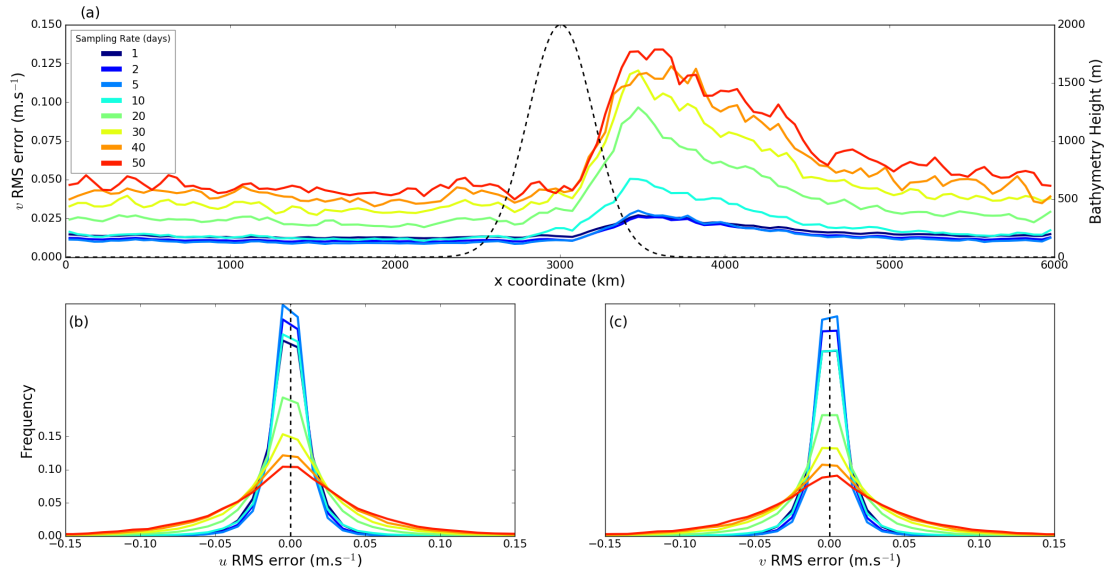 (a)
0.150
0.125
0.100
0.075
0.050
0.025
0.000
v RMS error (m.s⁻¹)
Sampling Rate (days)
1
2
5
10
20
30
40
50
2000
1500
1000
500
0
Bathymetry Height (m)
0 1000 2000 3000 4000 5000 6000
x coordinate (km)
(b)
Frequency
0.15
0.10
0.05
0.00
−0.15 −0.10 −0.05 0.00 0.05 0.10 0.15
u RMS error (m.s⁻¹)
(c)
−0.15 −0.10 −0.05 0.00 0.05 0.10 0.15
v RMS error (m.s⁻¹)